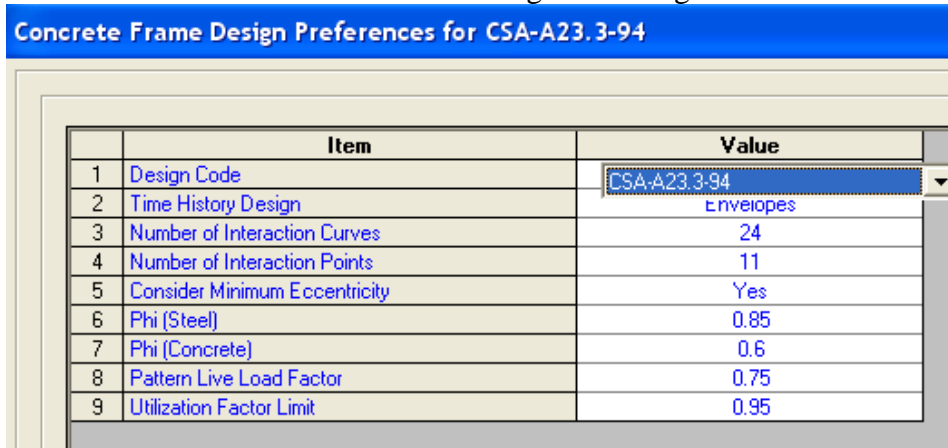 Concrete Frame Design Preferences for CSA-A23.3-94
Item Value
1 Design Code CSA-A23.3-94
2 Time History Design Envelopes
3 Number of Interaction Curves 24
4 Number of Interaction Points 11
5 Consider Minimum Eccentricity Yes
6 Phi (Steel) 0.85
7 Phi (Concrete) 0.6
8 Pattern Live Load Factor 0.75
9 Utilization Factor Limit 0.95